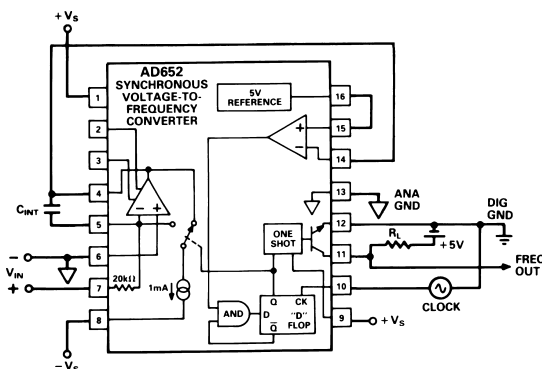 +VS
AD652
SYNCHRONOUS
VOLTAGE-TO-
FREQUENCY
CONVERTER
5V
REFERENCE
1
2
3
4
5
6
7
8
16
15
14
13
12
11
10
9
+
−
CINT
−
+
−
VIN
+
20kΩ
1mA
ONE
SHOT
AND
Q CK
D "D"
FLOP
Q̅
ANA
GND
DIG
GND
RL
+5V
FREQ
OUT
CLOCK
+VS
−VS